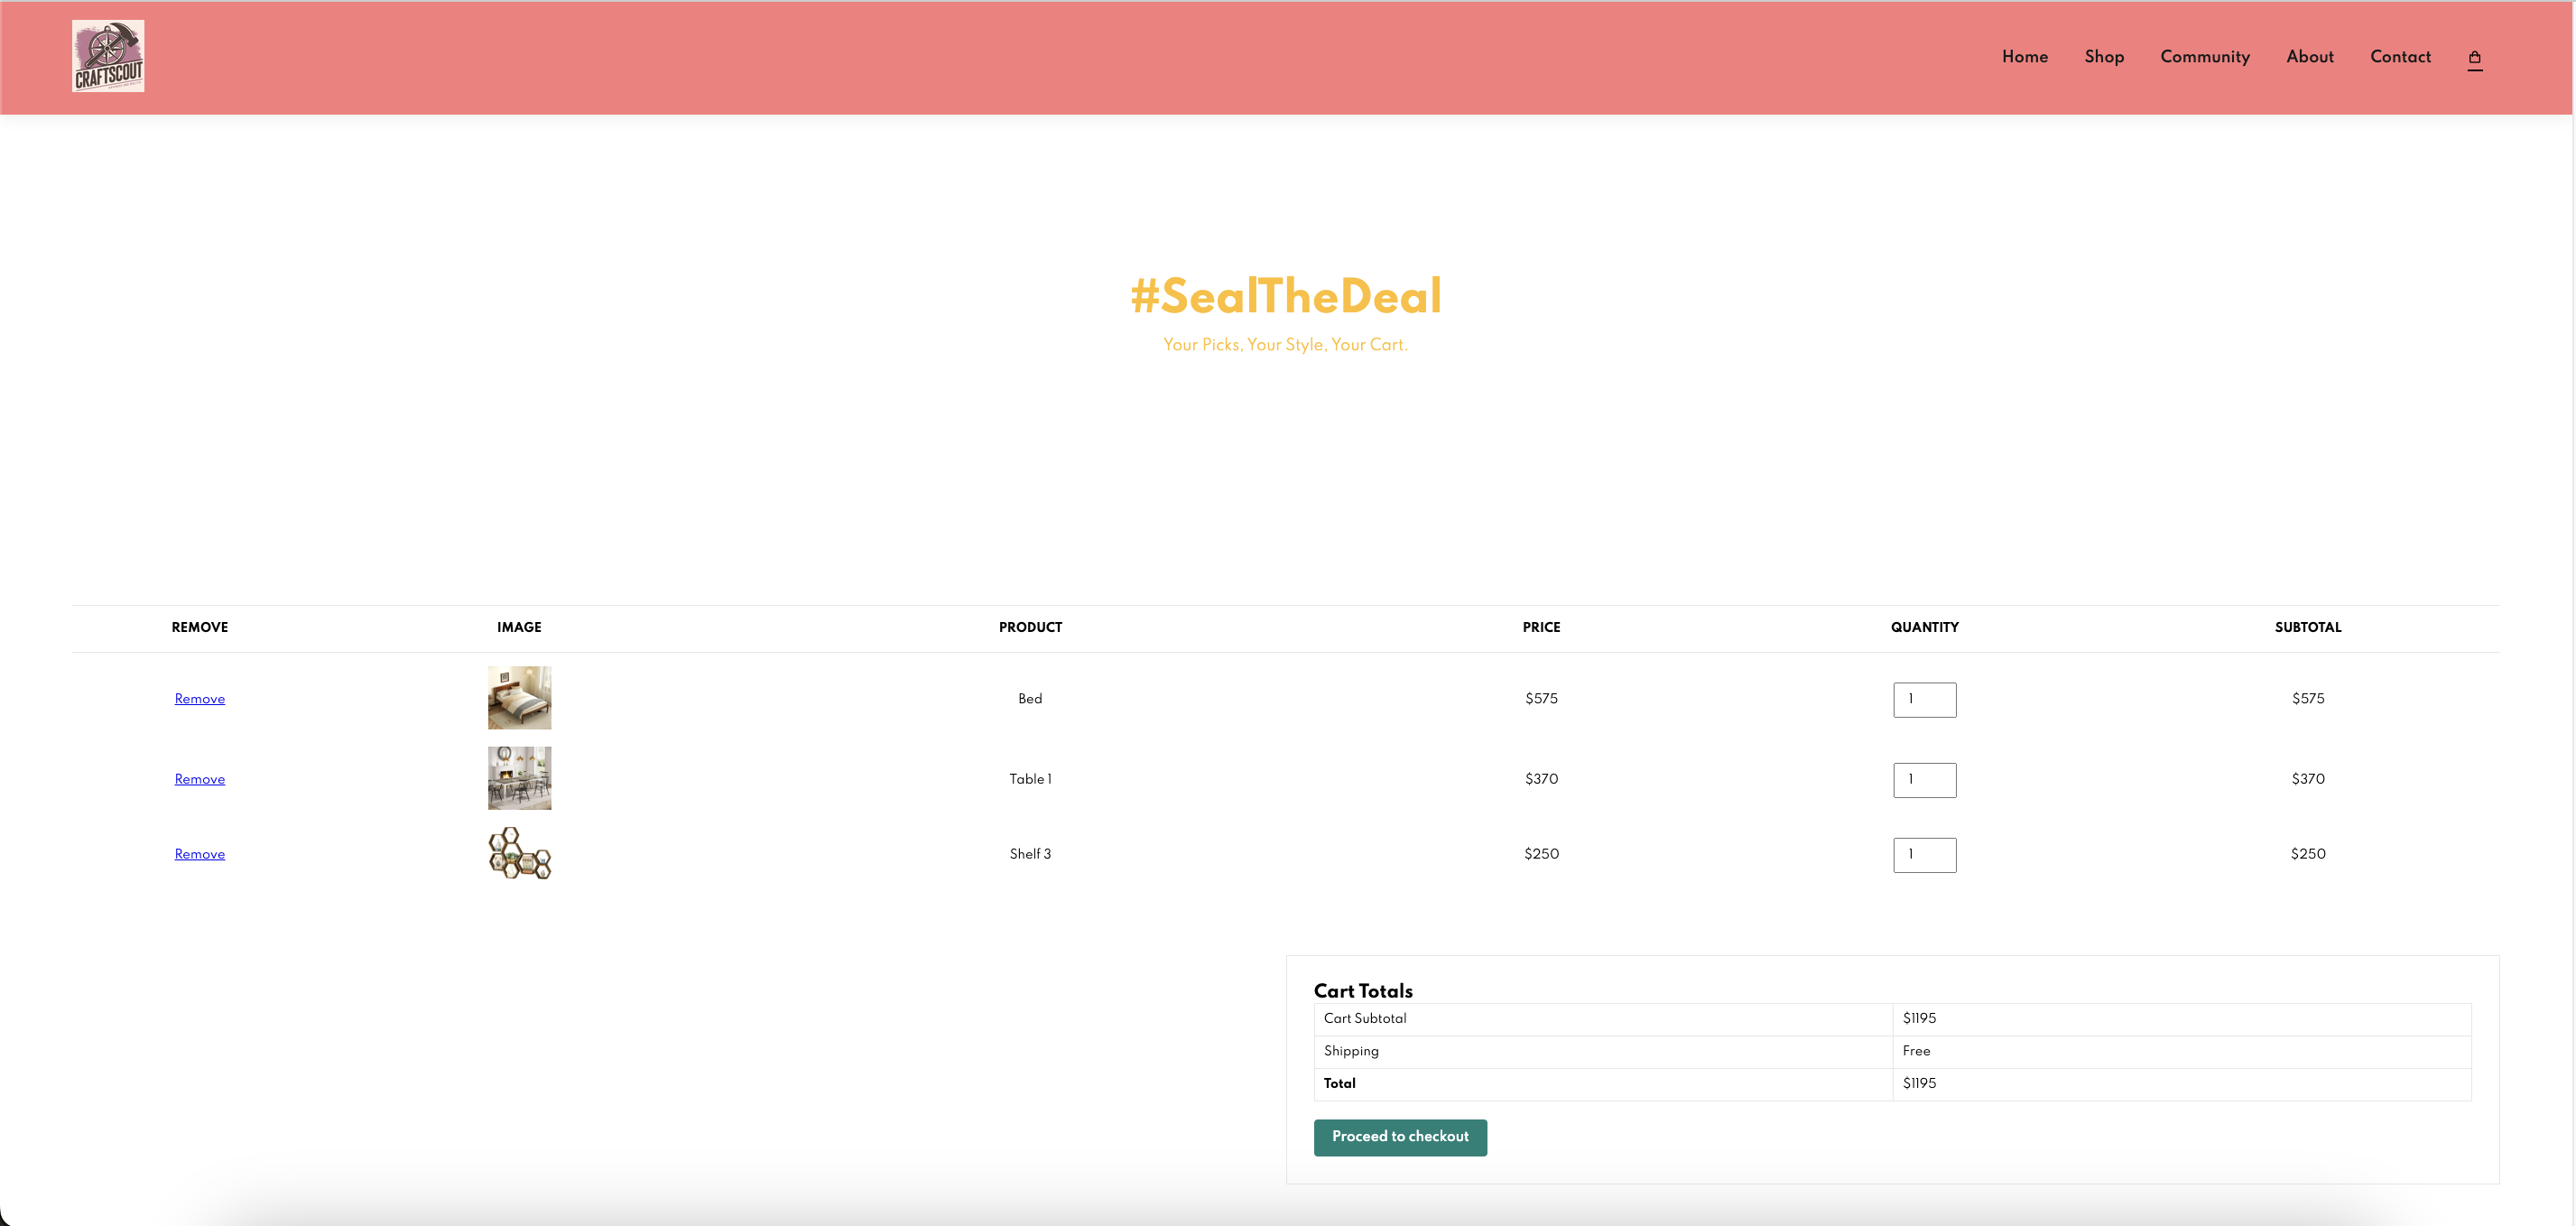 CRAFTSCOUT
Home Shop Community About Contact
#SealTheDeal
Your Picks, Your Style, Your Cart.
REMOVE IMAGE PRODUCT PRICE QUANTITY SUBTOTAL
Remove Bed $575 1 $575
Remove Table 1 $370 1 $370
Remove Shelf 3 $250 1 $250
Cart Totals
Cart Subtotal $1195
Shipping Free
Total $1195
Proceed to checkout